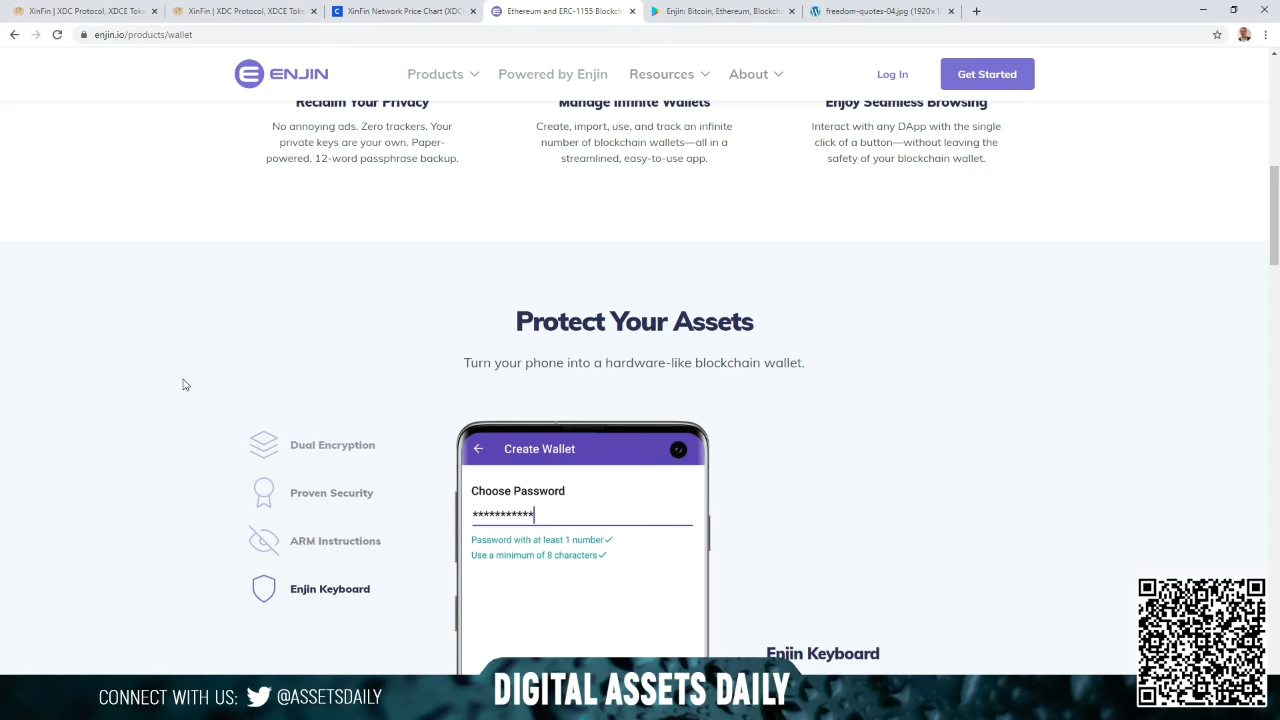 XinFin | XDC Protocol, XDCE Toke
XinFin | XDC Protocol, XDCE Toke
XinFin Network Price Chart (XDC)
Ethereum and ERC-1155 Blockch
Enjin: Bitcoin, Ethereum, Blockch
freedom-quotes-04.jpg (1920×1
enjin.io/products/wallet
ENJIN
Products
Powered by Enjin
Resources
About
Log In
Get Started
Reclaim Your Privacy
No annoying ads. Zero trackers. Your
private keys are your own. Paper-
powered, 12-word passphrase backup.
Manage Infinite Wallets
Create, import, use, and track an infinite
number of blockchain wallets—all in a
streamlined, easy-to-use app.
Enjoy Seamless Browsing
Interact with any DApp with the single
click of a button—without leaving the
safety of your blockchain wallet.
Protect Your Assets
Turn your phone into a hardware-like blockchain wallet.
Dual Encryption
Proven Security
ARM Instructions
Enjin Keyboard
Create Wallet
Choose Password
***********
Password with at least 1 number
Use a minimum of 8 characters
Enjin Keyboard
CONNECT WITH US: @ASSETSDAILY
DIGITAL ASSETS DAILY